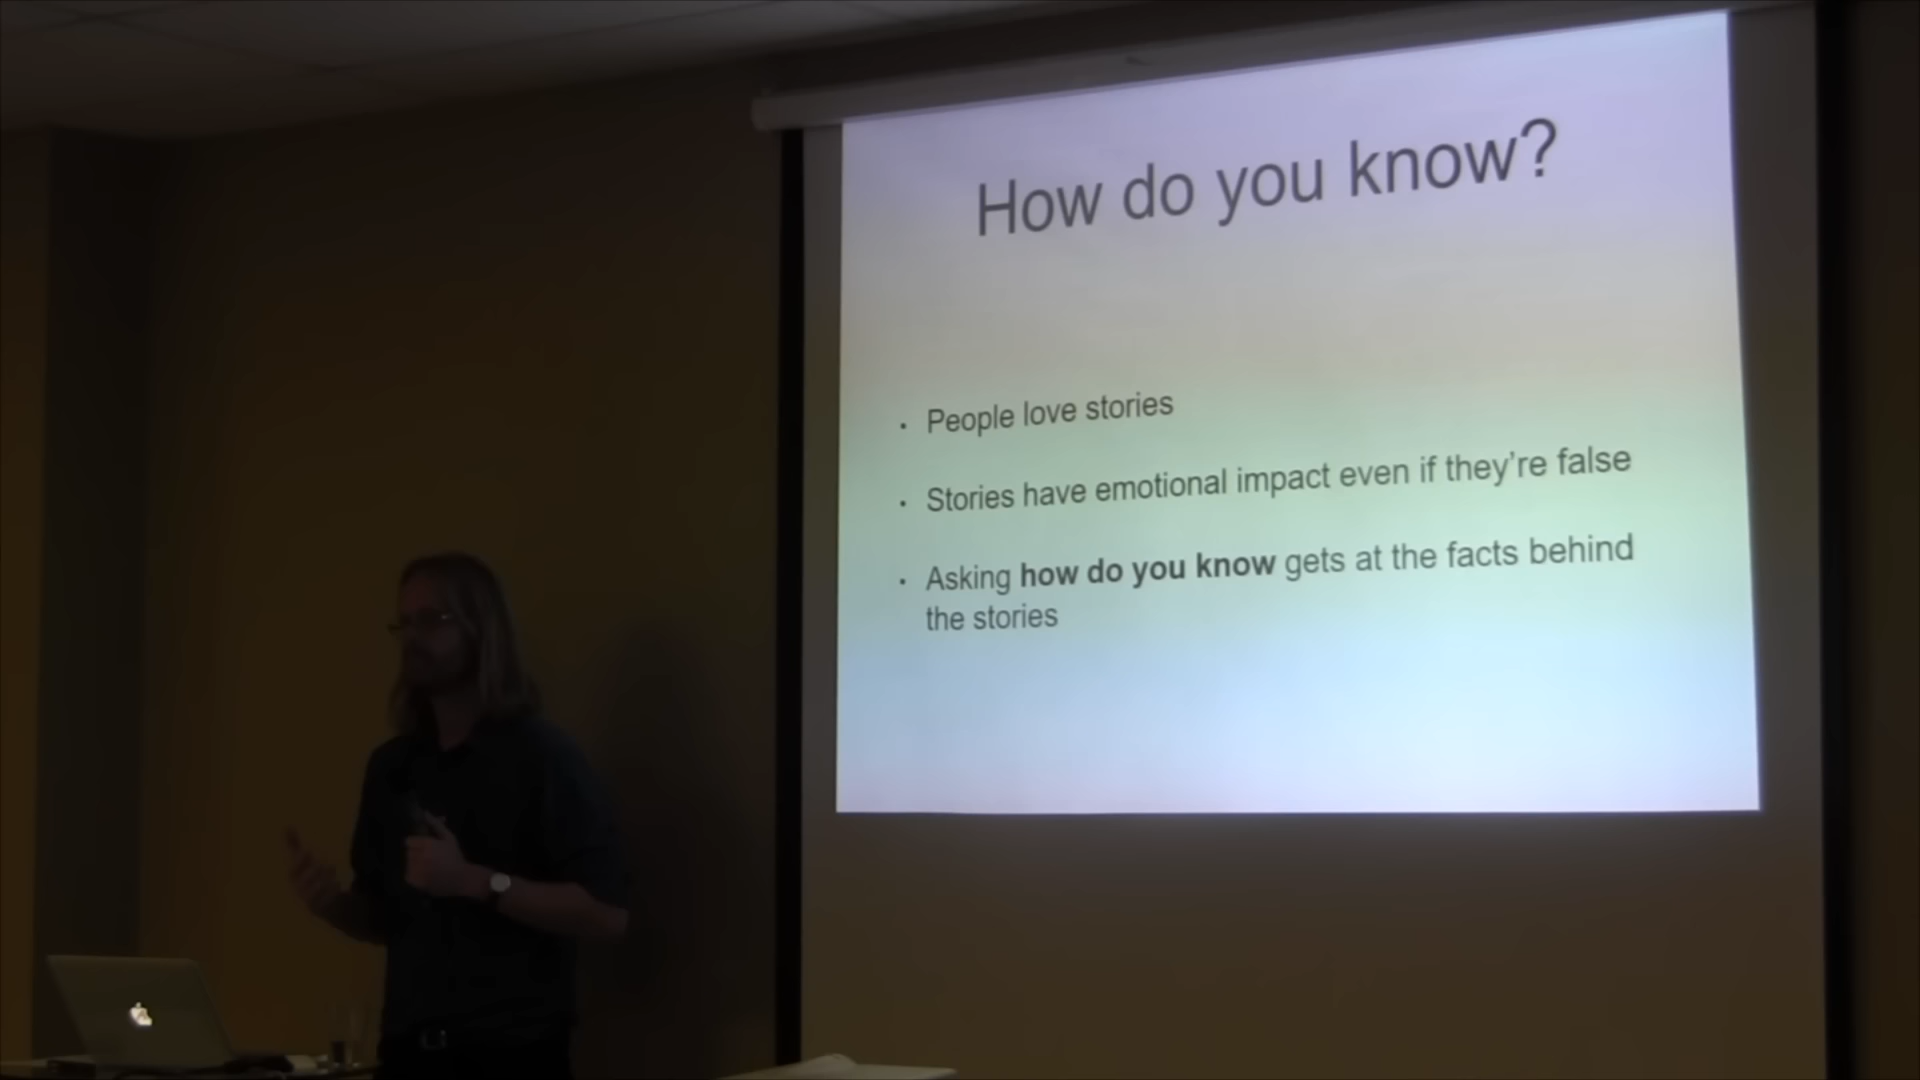 How do you know?
· People love stories
· Stories have emotional impact even if they’re false
· Asking how do you know gets at the facts behind
the stories